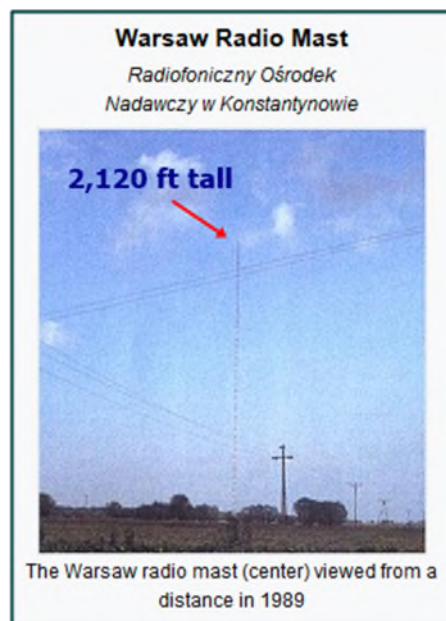 Warsaw Radio Mast
Radiofoniczny Ośrodek
Nadawczy w Konstantynowie
2,120 ft tall
The Warsaw radio mast (center) viewed from a
distance in 1989